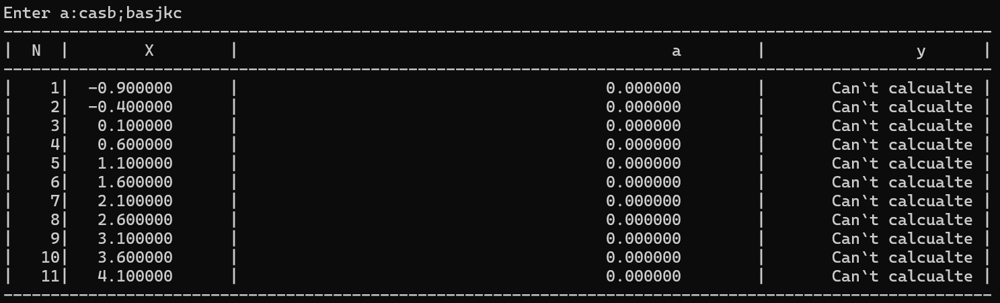 Enter a:casb;basjkc
------------------------------------------------------------------------------------------------------------
|  N  |        X        |                                              a        |                y      |
------------------------------------------------------------------------------------------------------------
|    1|  -0.900000      |                                       0.000000        |       Can`t calcualte |
|    2|  -0.400000      |                                       0.000000        |       Can`t calcualte |
|    3|   0.100000      |                                       0.000000        |       Can`t calcualte |
|    4|   0.600000      |                                       0.000000        |       Can`t calcualte |
|    5|   1.100000      |                                       0.000000        |       Can`t calcualte |
|    6|   1.600000      |                                       0.000000        |       Can`t calcualte |
|    7|   2.100000      |                                       0.000000        |       Can`t calcualte |
|    8|   2.600000      |                                       0.000000        |       Can`t calcualte |
|    9|   3.100000      |                                       0.000000        |       Can`t calcualte |
|   10|   3.600000      |                                       0.000000        |       Can`t calcualte |
|   11|   4.100000      |                                       0.000000        |       Can`t calcualte |
------------------------------------------------------------------------------------------------------------